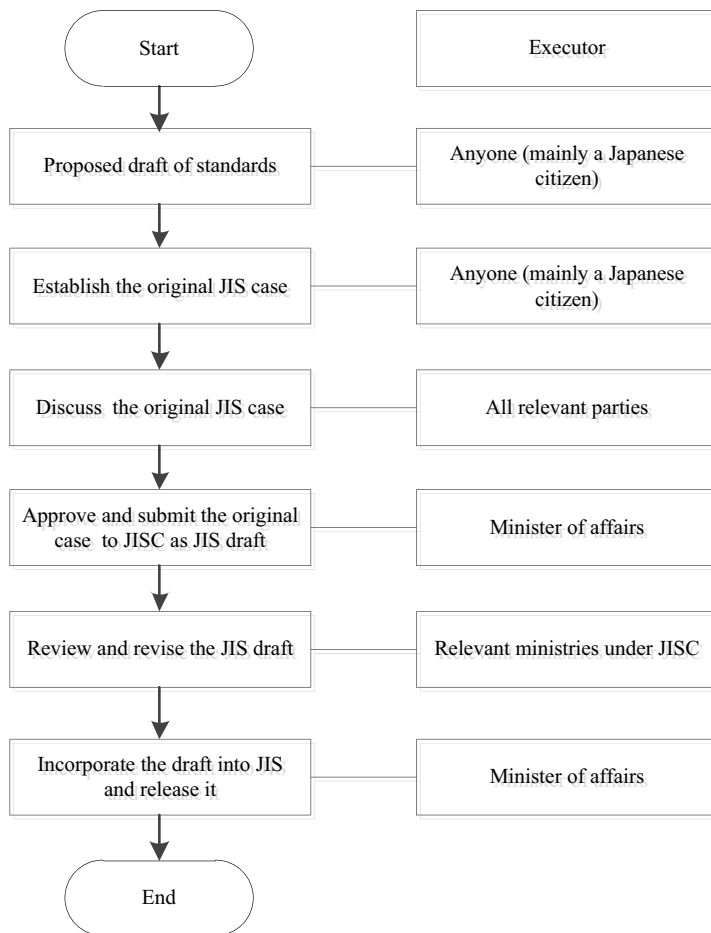 Start
Executor
Proposed draft of standards
Anyone (mainly a Japanese
citizen)
Establish the original JIS case
Anyone (mainly a Japanese
citizen)
Discuss the original JIS case
All relevant parties
Approve and submit the original
case to JISC as JIS draft
Minister of affairs
Review and revise the JIS draft
Relevant ministries under JISC
Incorporate the draft into JIS
and release it
Minister of affairs
End